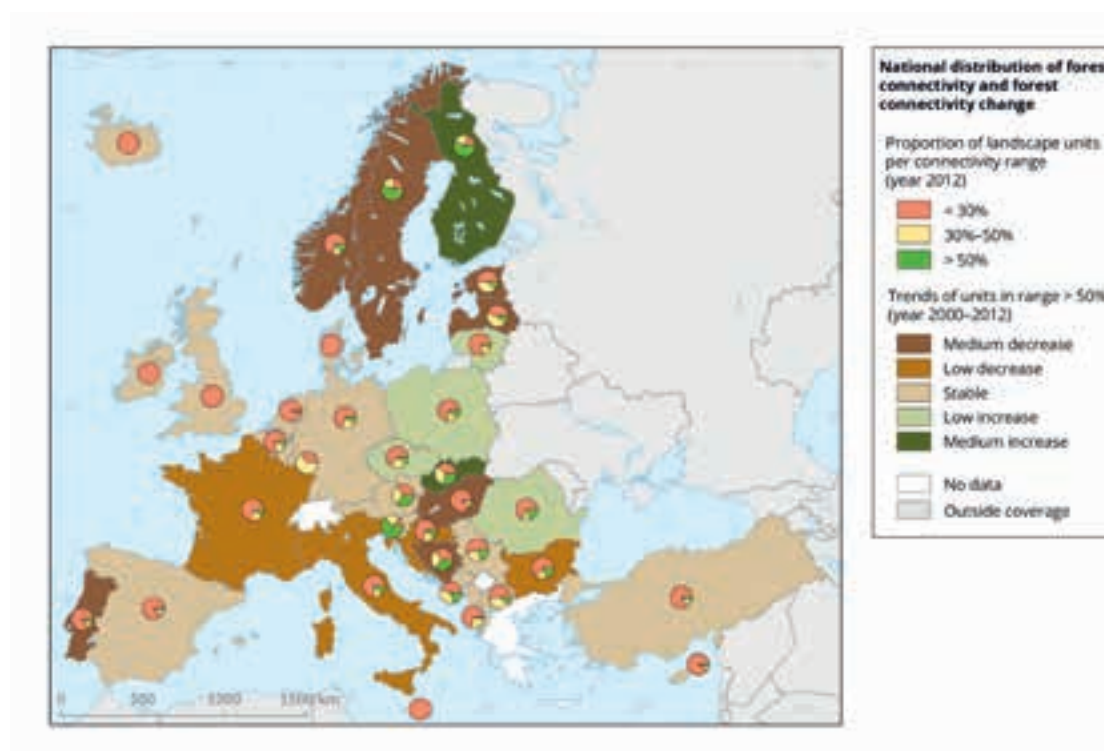 National distribution of fores
connectivity and forest
connectivity change
Proportion of landscape units
per connectivity range
(year 2012)
< 30%
30%–50%
> 50%
Trends of units in range > 50%
(year 2000–2012)
Medium decrease
Low decrease
Stable
Low increase
Medium increase
No data
Outside coverage
0 500 1000 1500 km